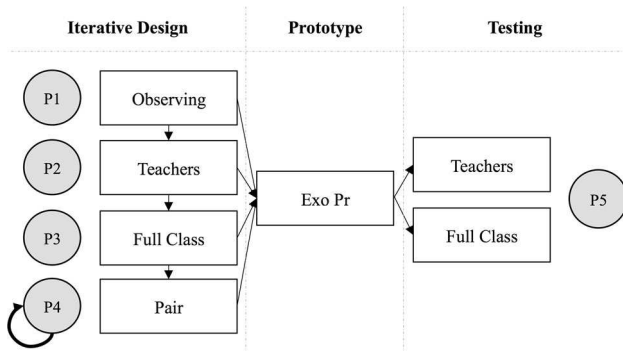 Iterative Design
Prototype
Testing
P1
Observing
P2
Teachers
P3
Full Class
P4
Pair
Exo Pr
Teachers
Full Class
P5